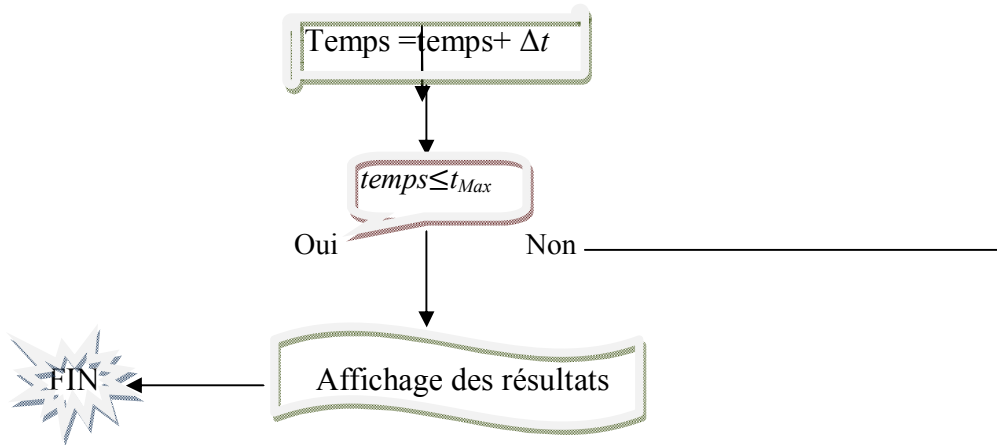 Temps =temps+ Δt
temps≤tMax
Oui Non
Affichage des résultats
FIN